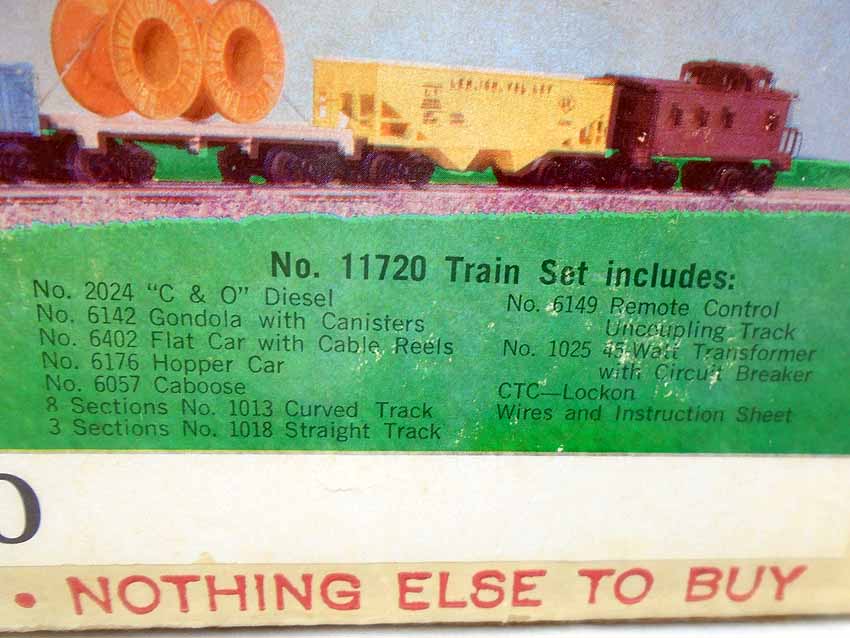 LEHIGH VALLEY
No. 11720 Train Set includes:
No. 2024 "C & O" Diesel
No. 6142 Gondola with Canisters
No. 6402 Flat Car with Cable Reels
No. 6176 Hopper Car
No. 6057 Caboose
8 Sections No. 1013 Curved Track
3 Sections No. 1018 Straight Track
No. 6149 Remote Control
Uncoupling Track
No. 1025 45-Watt Transformer
with Circuit Breaker
CTC—Lockon
Wires and Instruction Sheet
• NOTHING ELSE TO BUY